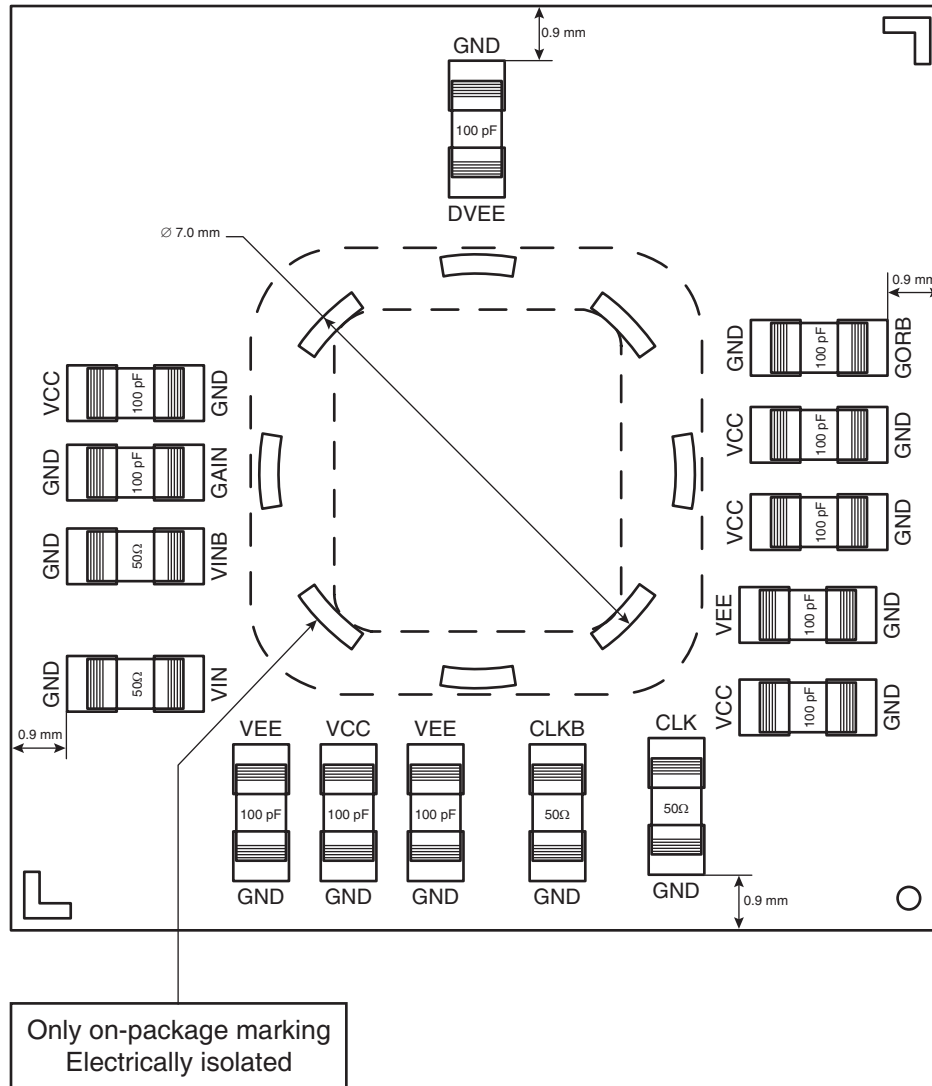 0.9 mm
GND
100 pF
DVEE
Ø 7.0 mm
0.9 mm
GND
100 pF
GORB
VCC
100 pF
GND
VCC
100 pF
GND
GND
100 pF
GAIN
VCC
100 pF
GND
GND
50Ω
VINB
VEE
100 pF
GND
GND
50Ω
VIN
VCC
100 pF
GND
0.9 mm
VEE
VCC
VEE
CLKB
CLK
100 pF
100 pF
100 pF
50Ω
50Ω
GND
GND
GND
GND
GND
0.9 mm
Only on-package marking
Electrically isolated